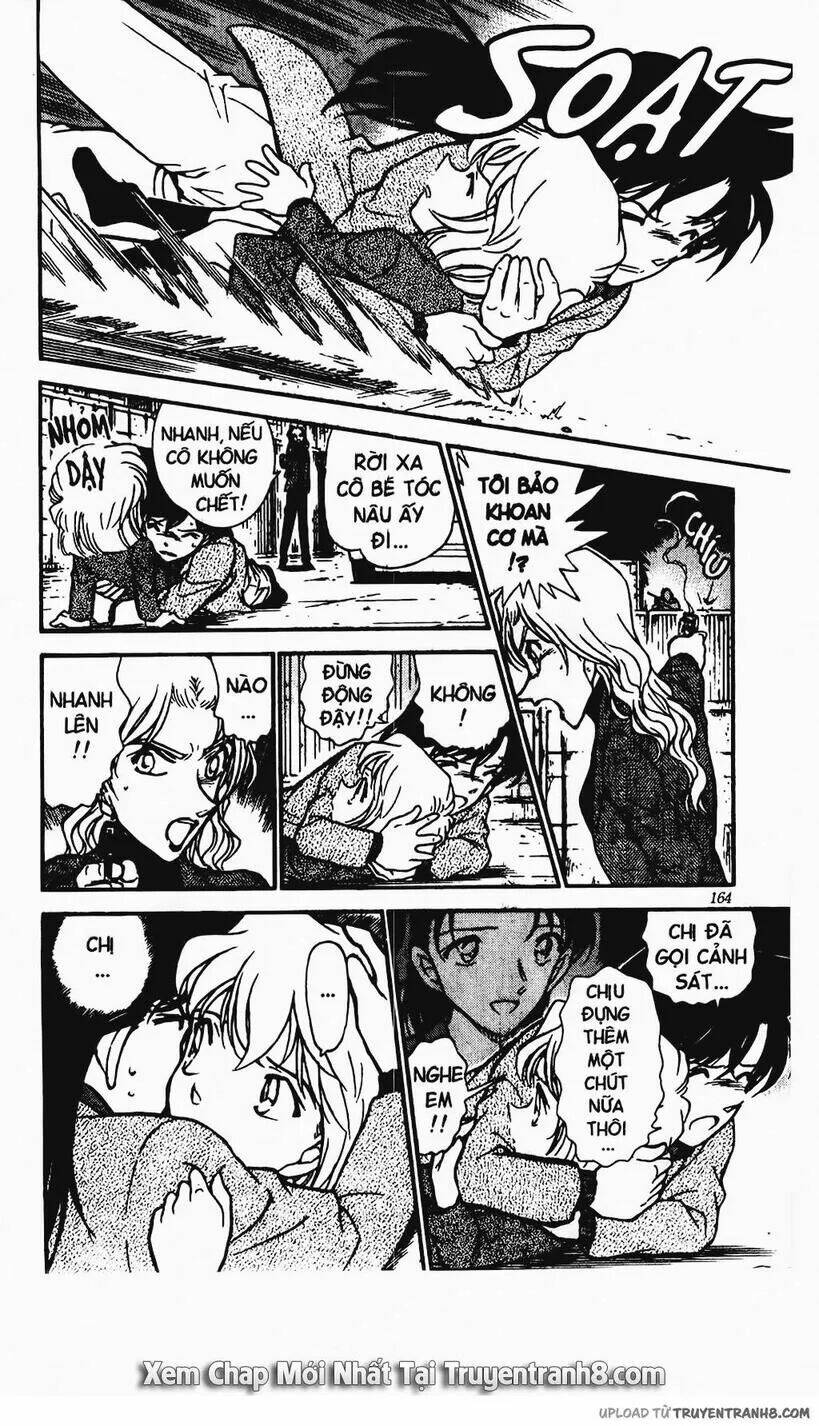 SOẠT
TÔI BẢO
KHOAN
CƠ MÀ
!?
CHÍU
RỜI XA
CÔ BÉ TÓC
NÂU ẤY
ĐI...
NHANH, NẾU
CÔ KHÔNG
MUỐN
CHẾT!
NHỎM
DẬY
KHÔNG
!
ĐỪNG
ĐỘNG
ĐẬY!!
NÀO
...
NHANH
LÊN
!!
164
CHỊ ĐÃ
GỌI CẢNH
SÁT...
CHỊU
ĐỰNG
THÊM
MỘT
CHÚT
NỮA
THÔI
...
NGHE
EM
!!
...
CHỊ
...
Xem Chap Mới Nhất Tại Truyentranh8.com
UPLOAD TỪ TRUYENTRANH8.COM